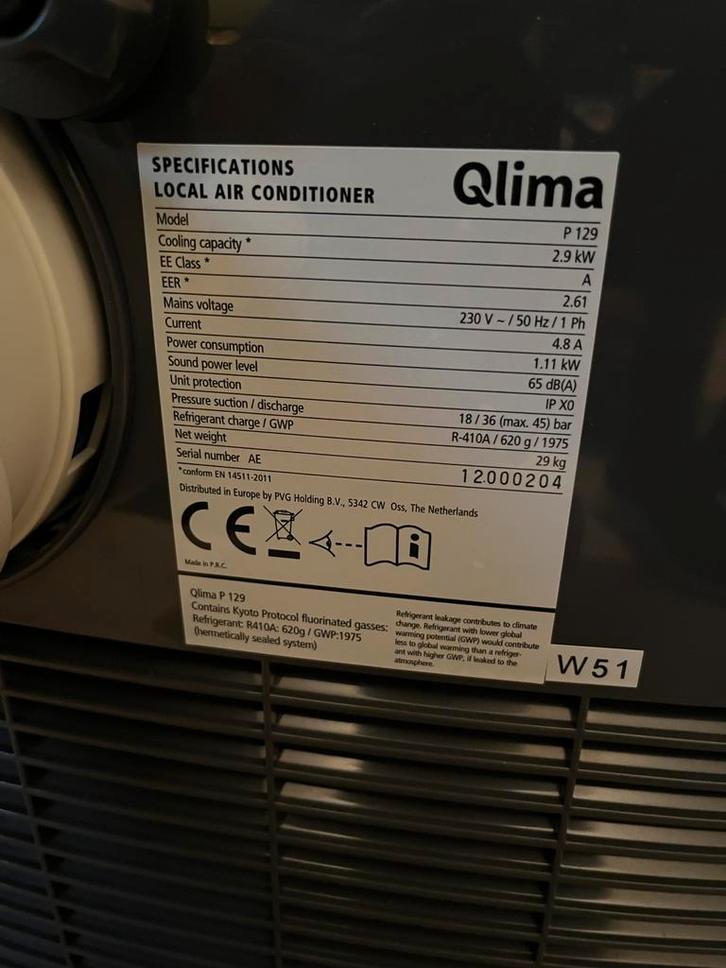 SPECIFICATIONS
LOCAL AIR CONDITIONER
Qlima
Model P 129
Cooling capacity * 2.9 kW
EE Class * A
EER * 2.61
Mains voltage 230 V ~ / 50 Hz / 1 Ph
Current 4.8 A
Power consumption 1.11 kW
Sound power level 65 dB(A)
Unit protection IP X0
Pressure suction / discharge 18 / 36 (max. 45) bar
Refrigerant charge / GWP R-410A / 620 g / 1975
Net weight 29 kg
Serial number AE 12.000204
*conform EN 14511-2011
Distributed in Europe by PVG Holding B.V., 5342 CW Oss, The Netherlands
CE
Made in P.R.C.
Qlima P 129
Contains Kyoto Protocol fluorinated gasses:
Refrigerant: R410A: 620g / GWP:1975
(hermetically sealed system)
Refrigerant leakage contributes to climate
change. Refrigerant with lower global
warming potential (GWP) would contribute
less to global warming than a refriger-
ant with higher GWP, if leaked to the
atmosphere.
W51